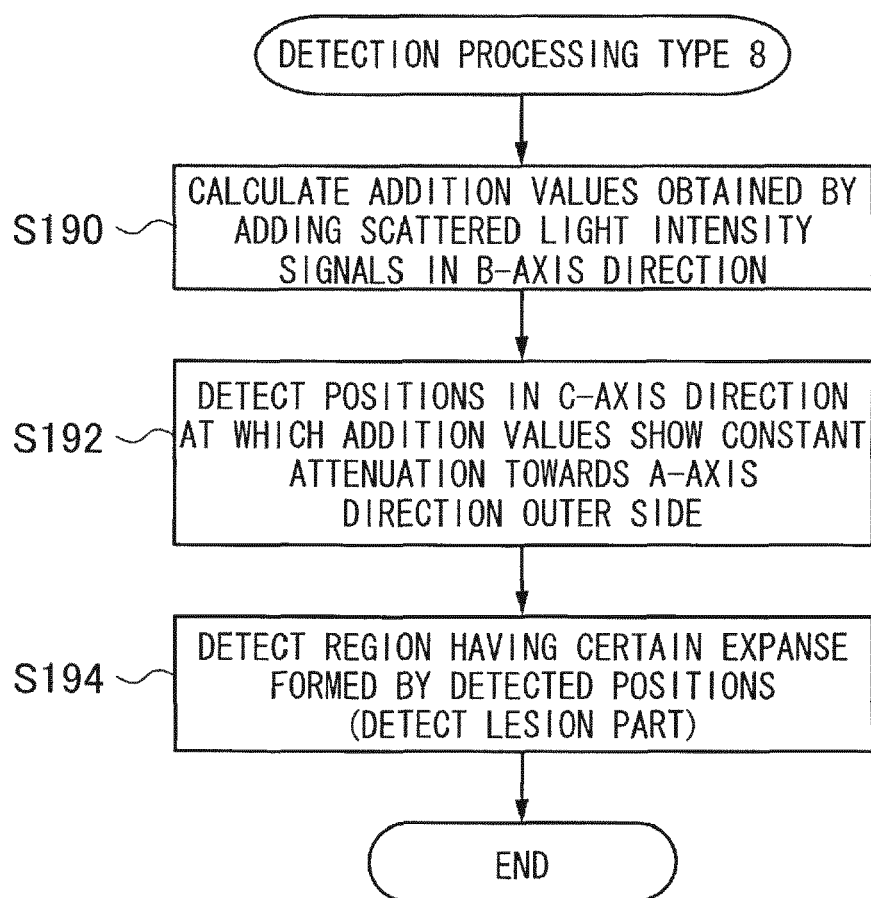 DETECTION PROCESSING TYPE 8
S190
CALCULATE ADDITION VALUES OBTAINED BY
ADDING SCATTERED LIGHT INTENSITY
SIGNALS IN B-AXIS DIRECTION
S192
DETECT POSITIONS IN C-AXIS DIRECTION
AT WHICH ADDITION VALUES SHOW CONSTANT
ATTENUATION TOWARDS A-AXIS
DIRECTION OUTER SIDE
S194
DETECT REGION HAVING CERTAIN EXPANSE
FORMED BY DETECTED POSITIONS
(DETECT LESION PART)
END